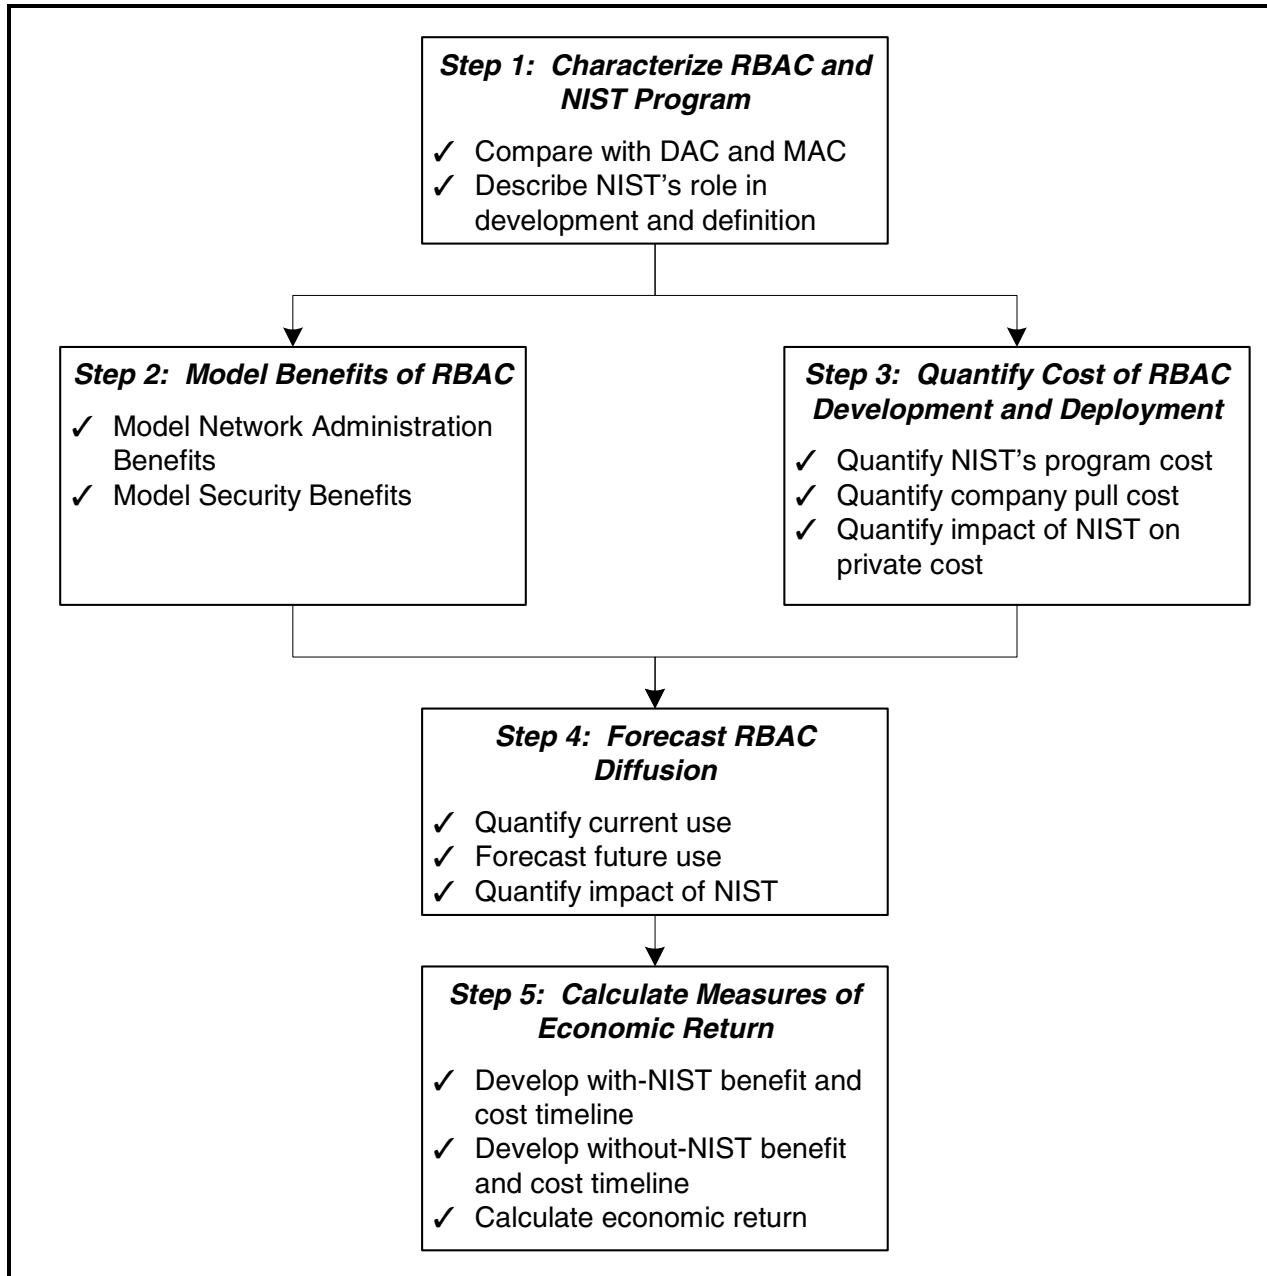 Step 1: Characterize RBAC and
NIST Program
✓ Compare with DAC and MAC
✓ Describe NIST’s role in
development and definition
Step 2: Model Benefits of RBAC
✓ Model Network Administration
Benefits
✓ Model Security Benefits
Step 3: Quantify Cost of RBAC
Development and Deployment
✓ Quantify NIST’s program cost
✓ Quantify company pull cost
✓ Quantify impact of NIST on
private cost
Step 4: Forecast RBAC
Diffusion
✓ Quantify current use
✓ Forecast future use
✓ Quantify impact of NIST
Step 5: Calculate Measures of
Economic Return
✓ Develop with-NIST benefit and
cost timeline
✓ Develop without-NIST benefit
and cost timeline
✓ Calculate economic return